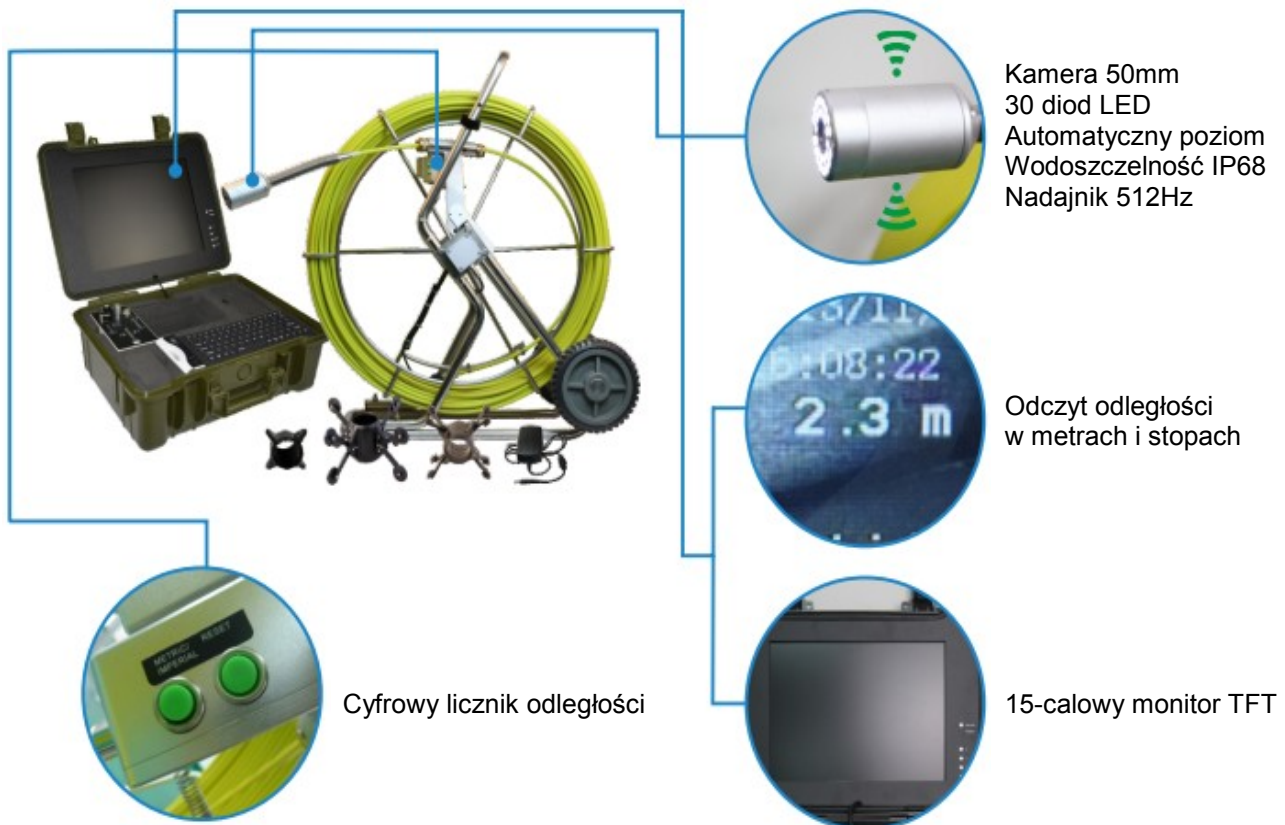 Kamera 50mm
30 diod LED
Automatyczny poziom
Wodoszczelność IP68
Nadajnik 512Hz
:08:22
2.3 m
Odczyt odległości
w metrach i stopach
METRIC/ RESET
IMPERIAL
Cyfrowy licznik odległości
15-calowy monitor TFT